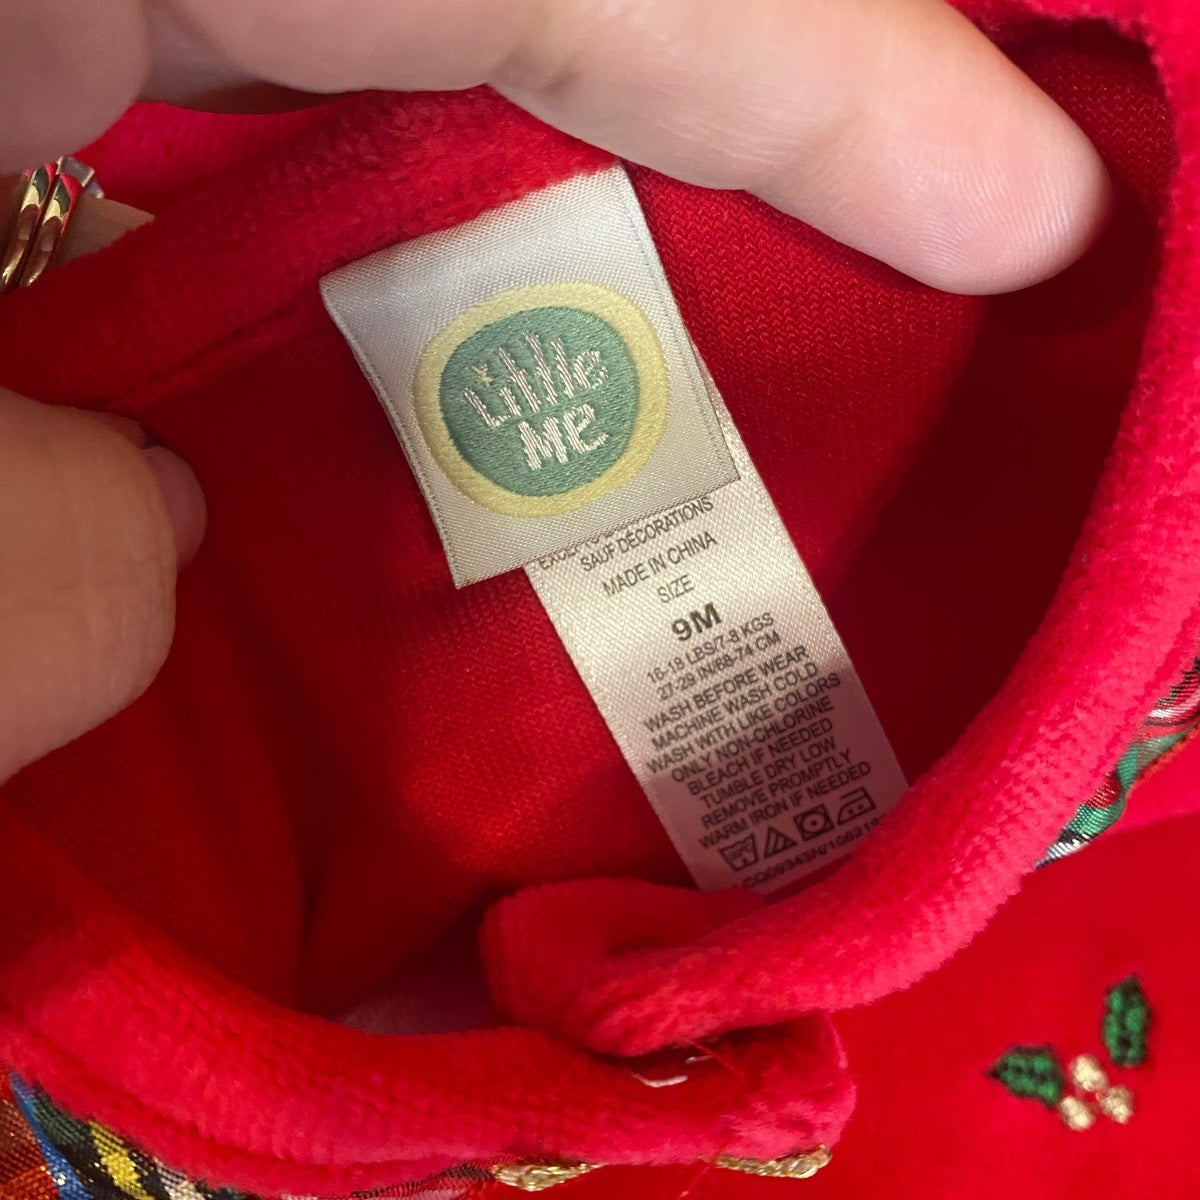 Little
Me
SAUF DÉCORATIONS
MADE IN CHINA
SIZE
9M
16-18 LBS/7-8 KGS
27-29 IN/68-74 CM
WASH BEFORE WEAR
MACHINE WASH COLD
WASH WITH LIKE COLORS
ONLY NON-CHLORINE
BLEACH IF NEEDED
TUMBLE DRY LOW
REMOVE PROMPTLY
WARM IRON IF NEEDED